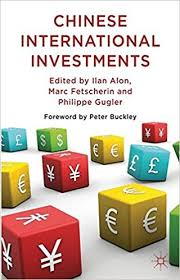 CHINESE
INTERNATIONAL
INVESTMENTS
Edited by Ilan Alon,
Marc Fetscherin and
Philippe Gugler
Foreword by Peter Buckley
£ € $ ¥
£
¥
€
¥
$